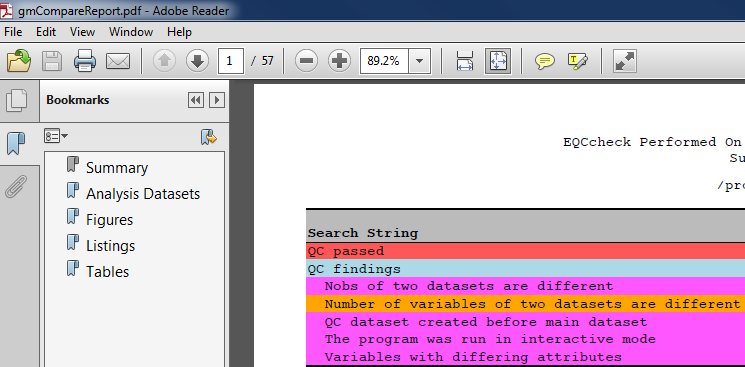 gmCompareReport.pdf - Adobe Reader
File Edit View Window Help
1 / 57 89.2%
Bookmarks
Summary
Analysis Datasets
Figures
Listings
Tables
EQCcheck Performed On
Su
/pro
Search String
QC passed
QC findings
Nobs of two datasets are different
Number of variables of two datasets are different
QC dataset created before main dataset
The program was run in interactive mode
Variables with differing attributes